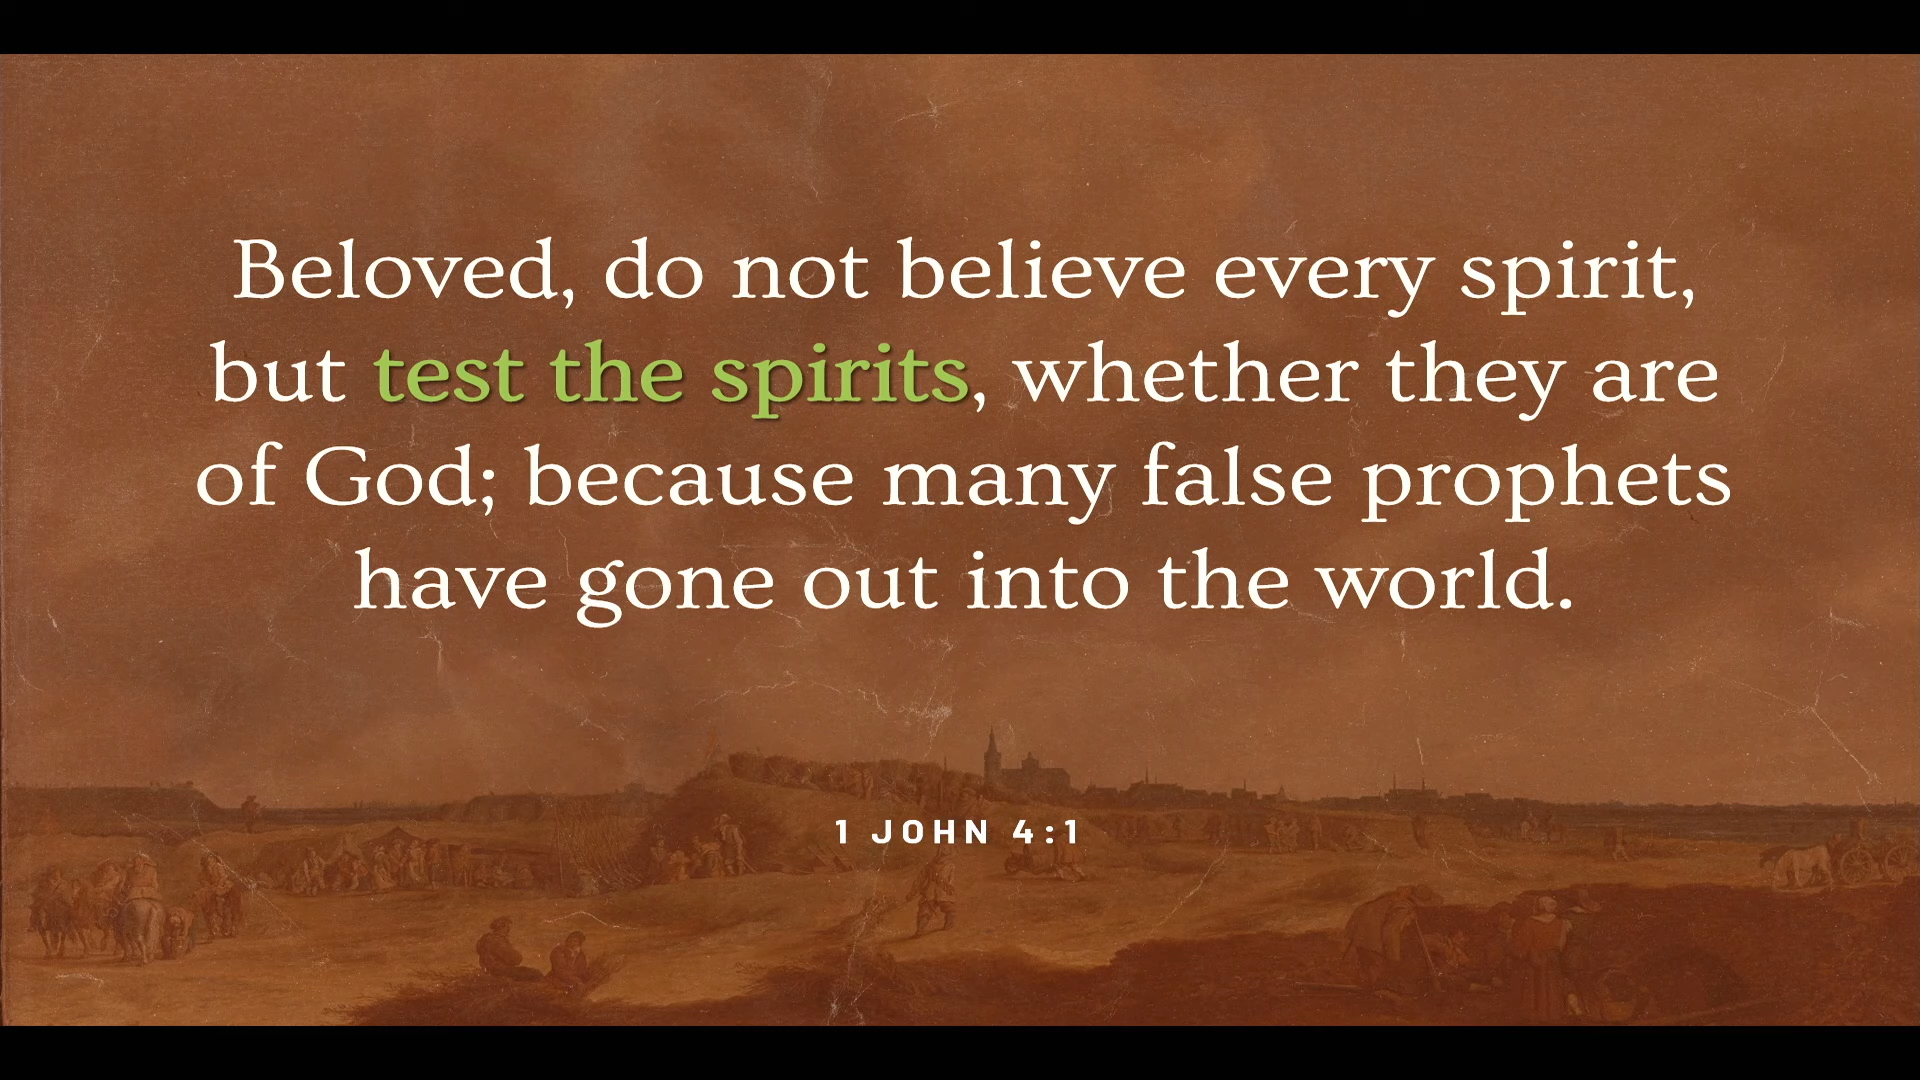 Beloved, do not believe every spirit,
but test the spirits, whether they are
of God; because many false prophets
have gone out into the world.
1 JOHN 4:1